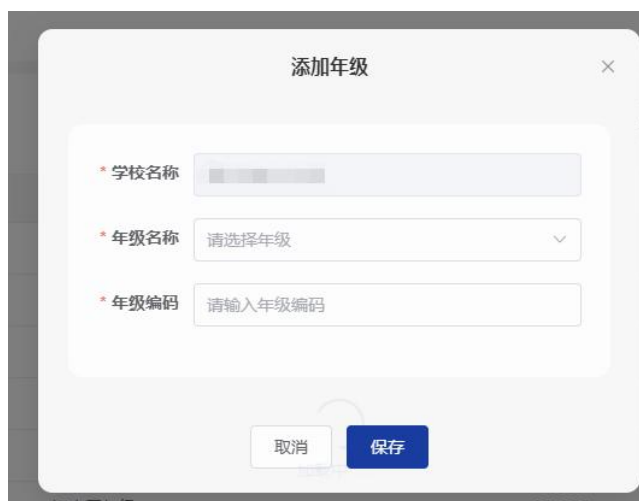 添加年级
* 学校名称
* 年级名称 请选择年级
* 年级编码 请输入年级编码
取消 保存